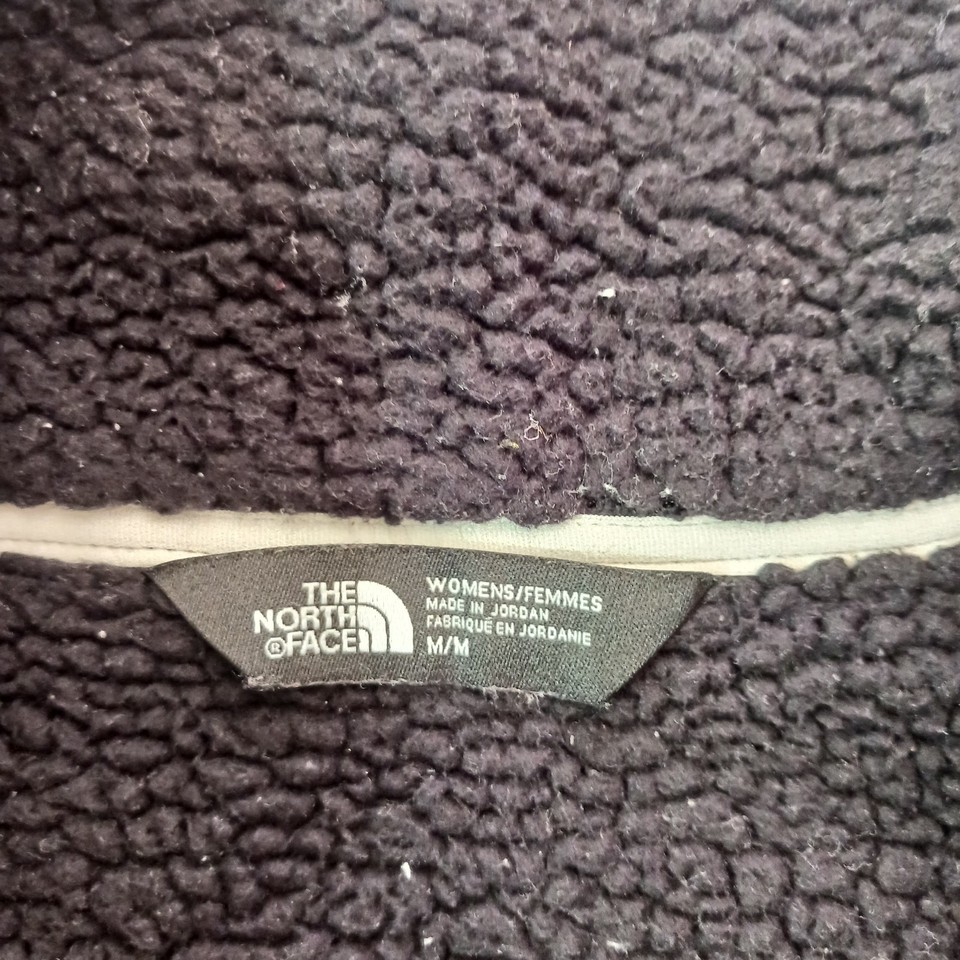 THE
NORTH
®FACE
WOMENS/FEMMES
MADE IN JORDAN
FABRIQUÉ EN JORDANIE
M/M